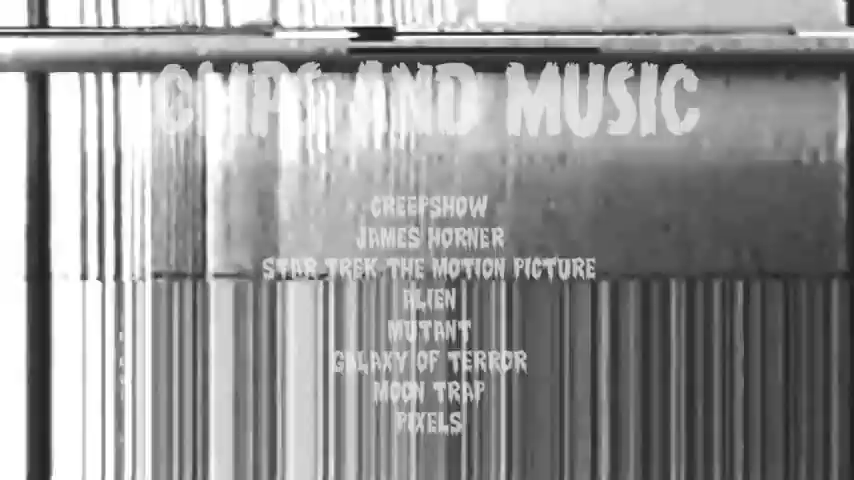 CLIPS AND MUSIC
CREEPSHOW
JAMES HORNER
STAR TREK THE MOTION PICTURE
ALIEN
MUTANT
GALAXY OF TERROR
MOON TRAP
PIXELS